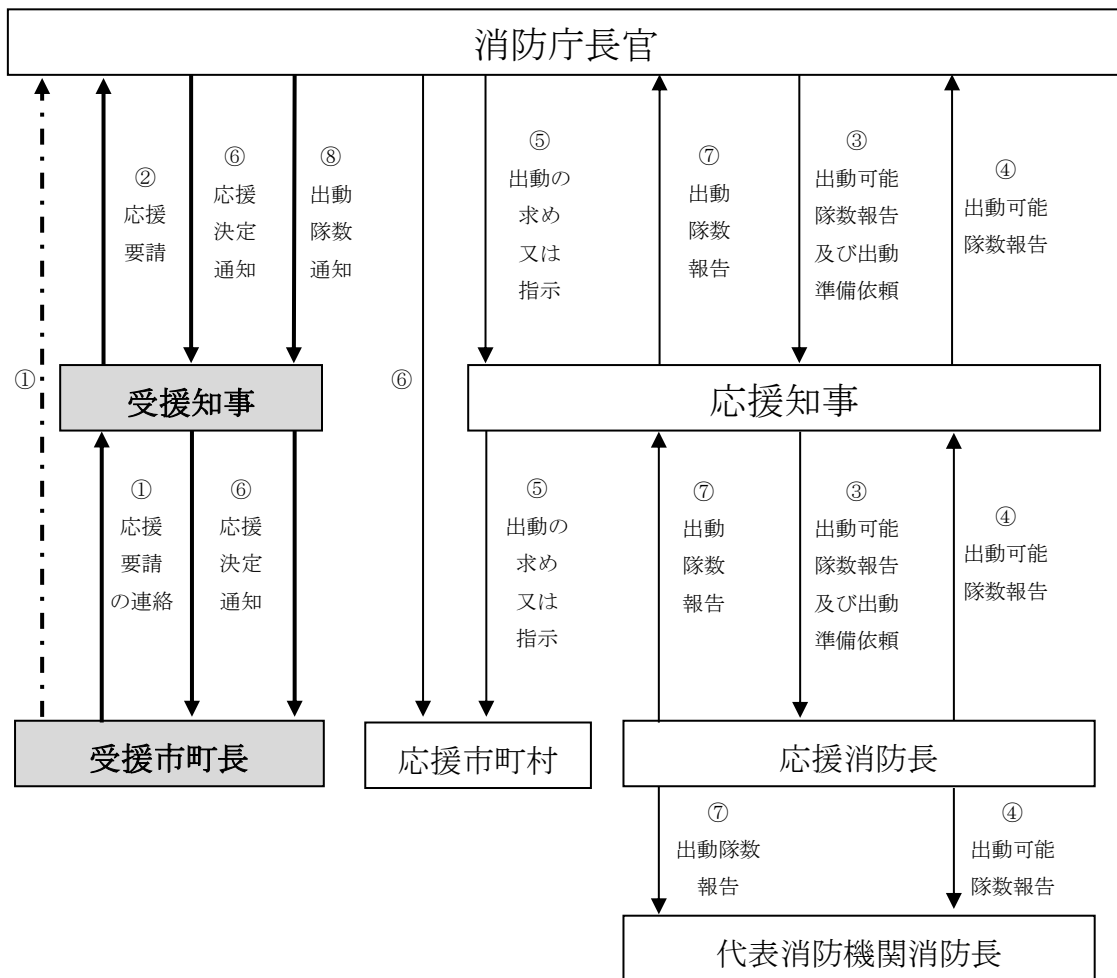 消防庁長官
②
応援
要請
⑥
応援
決定
通知
⑧
出動
隊数
通知
⑤
出動の
求め
又は
指示
⑦
出動
隊数
報告
③
出動可能
隊数報告
及び出動
準備依頼
④
出動可能
隊数報告
①
受援知事
⑥
応援知事
①
応援
要請
の連絡
⑥
応援
決定
通知
⑤
出動の
求め
又は
指示
⑦
出動
隊数
報告
③
出動可能
隊数報告
及び出動
準備依頼
④
出動可能
隊数報告
受援市町長
応援市町村
応援消防長
⑦
出動隊数
報告
④
出動可能
隊数報告
代表消防機関消防長